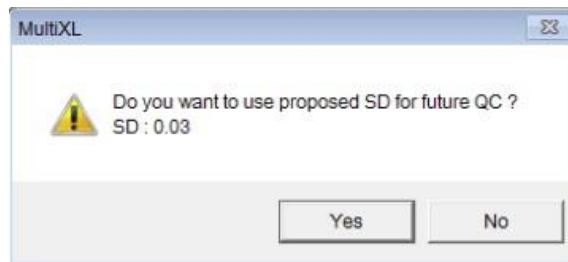 MultiXL
Do you want to use proposed SD for future QC ?
SD : 0.03
Yes
No